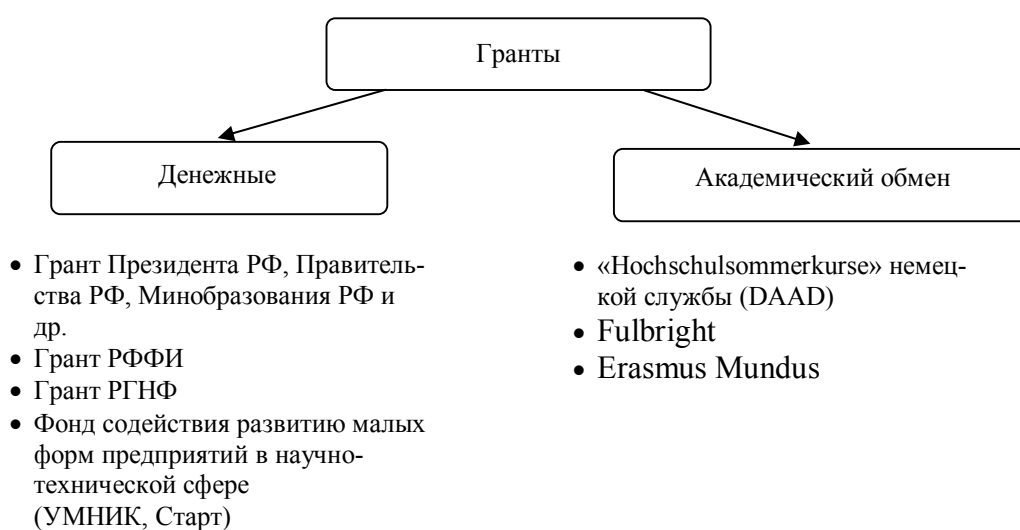 Гранты
Денежные
Академический обмен
• Грант Президента РФ, Правитель-
ства РФ, Минобразования РФ и
др.
• Грант РФФИ
• Грант РГНФ
• Фонд содействия развитию малых
форм предприятий в научно-
технической сфере
(УМНИК, Старт)
• «Hochschulsommerkurse» немец-
кой службы (DAAD)
• Fulbright
• Erasmus Mundus